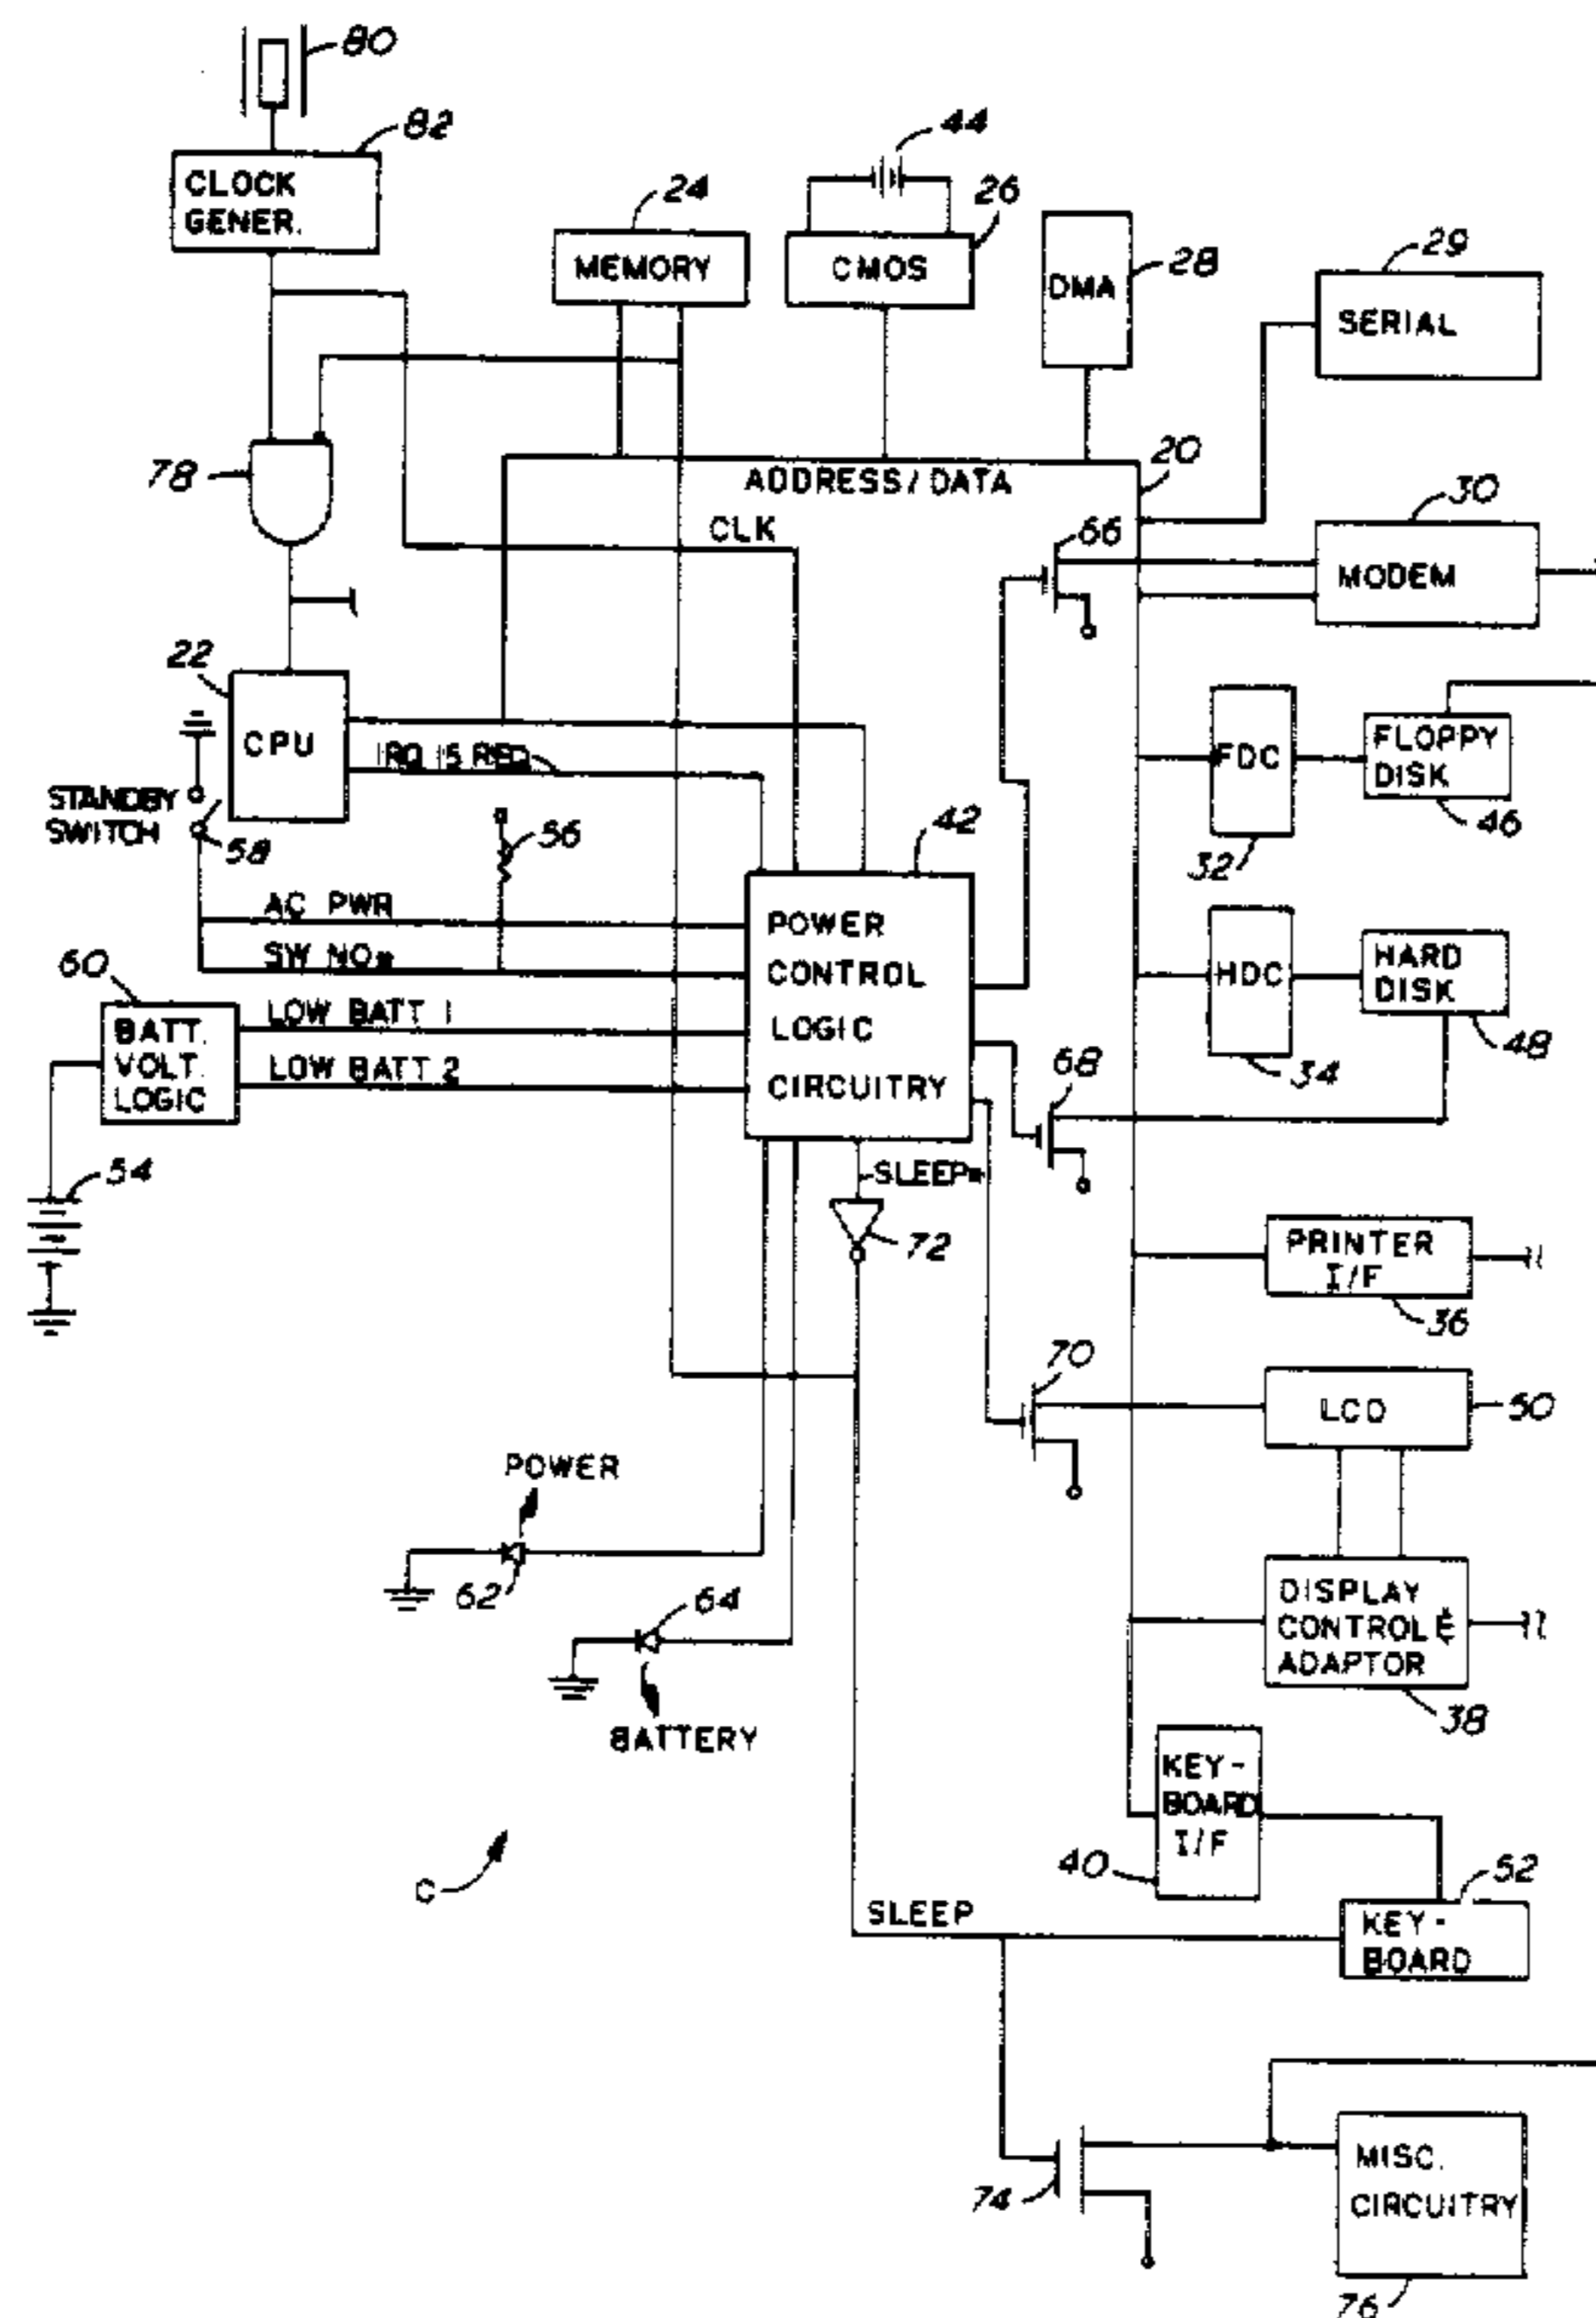 80
82
CLOCK
GENER.
44
24
26
MEMORY
CMOS
DMA
28
29
SERIAL
78
ADDRESS/DATA
20
CLK
66
30
MODEM
22
CPU
IRQ 15 REQ
STANDBY
SWITCH
58
56
42
FDC
32
FLOPPY
DISK
46
AC PWR
SW NO*
POWER
CONTROL
LOGIC
CIRCUITRY
60
BATT.
VOLT.
LOGIC
LOW BATT 1
LOW BATT 2
HDC
34
HARD
DISK
48
68
54
SLEEP*
72
PRINTER
I/F
36
70
LCD
50
POWER
62
64
BATTERY
DISPLAY
CONTROL &
ADAPTOR
38
KEY-
BOARD
I/F
40
C
52
SLEEP
KEY-
BOARD
74
MISC.
CIRCUITRY
76